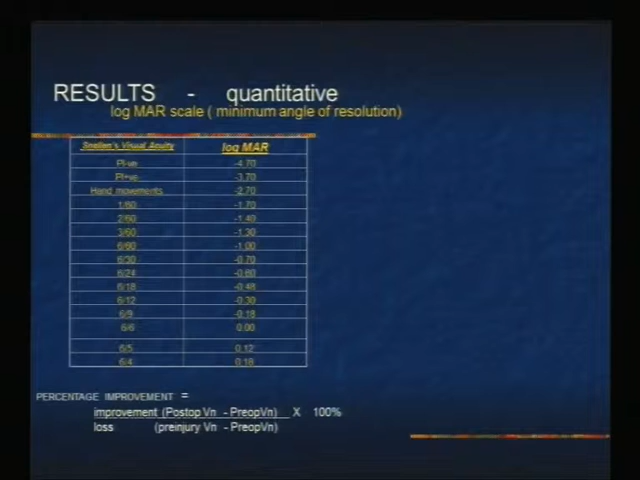 RESULTS - quantitative
log MAR scale ( minimum angle of resolution)
Snellen's Visual Acuity log MAR
Pl-ve -4.70
Pl+ve -3.70
Hand movements -2.70
1/60 -1.70
2/60 -1.40
3/60 -1.30
6/60 -1.00
6/30 -0.70
6/24 -0.60
6/18 -0.48
6/12 -0.30
6/9 -0.18
6/6 0.00
6/5 0.12
6/4 0.18
PERCENTAGE IMPROVEMENT =
improvement (Postop Vn - PreopVn) X 100%
loss (preinjury Vn - PreopVn)